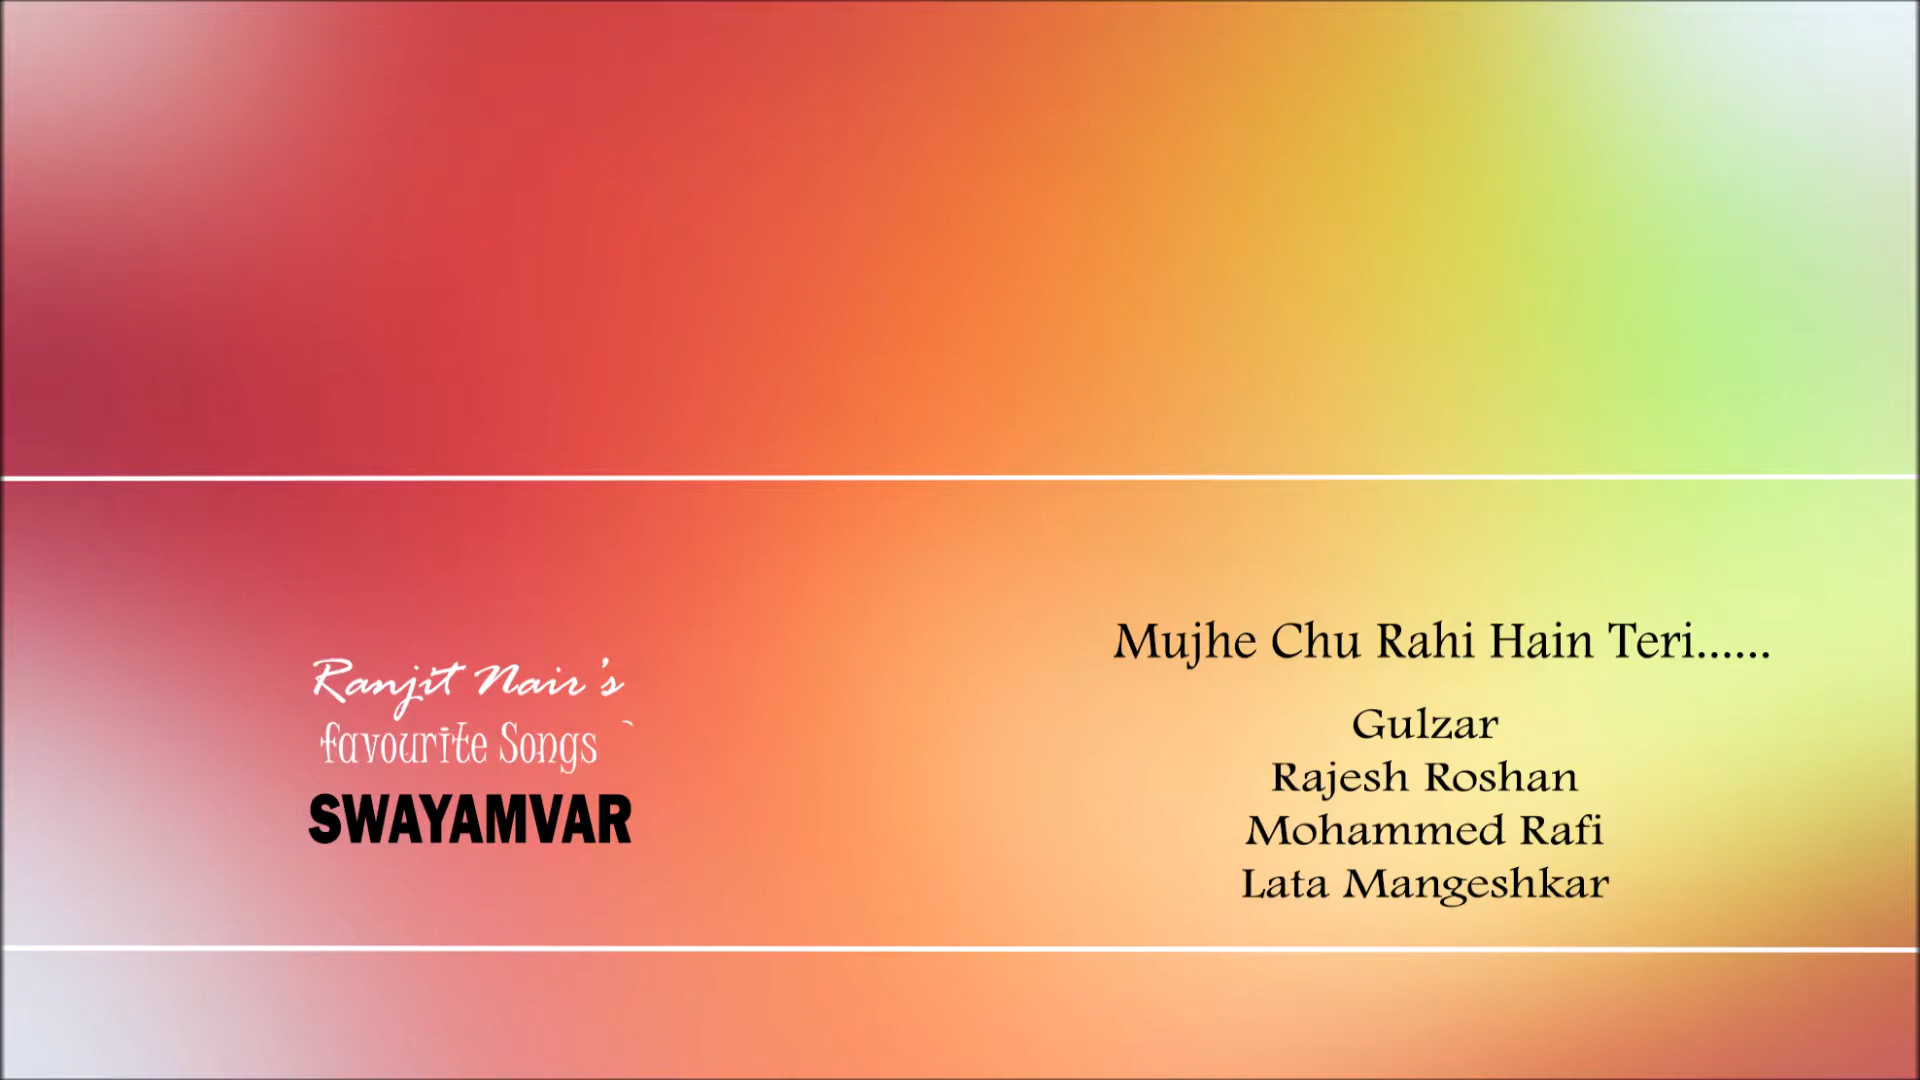 Ranjit Nair's
favourite Songs `
SWAYAMVAR
Mujhe Chu Rahi Hain Teri......
Gulzar
Rajesh Roshan
Mohammed Rafi
Lata Mangeshkar